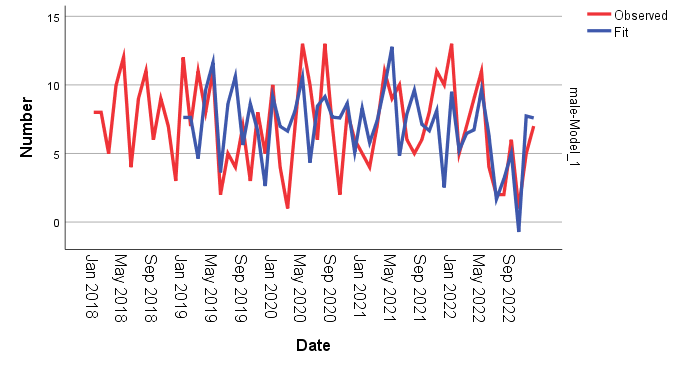 Observed
Fit
15
10
5
0
Number
male-Model_1
Jan 2018
May 2018
Sep 2018
Jan 2019
May 2019
Sep 2019
Jan 2020
May 2020
Sep 2020
Jan 2021
May 2021
Sep 2021
Jan 2022
May 2022
Sep 2022
Date